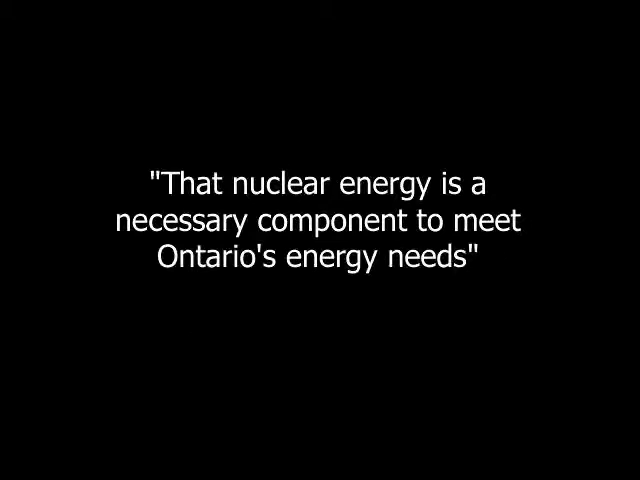 "That nuclear energy is a
necessary component to meet
Ontario's energy needs"